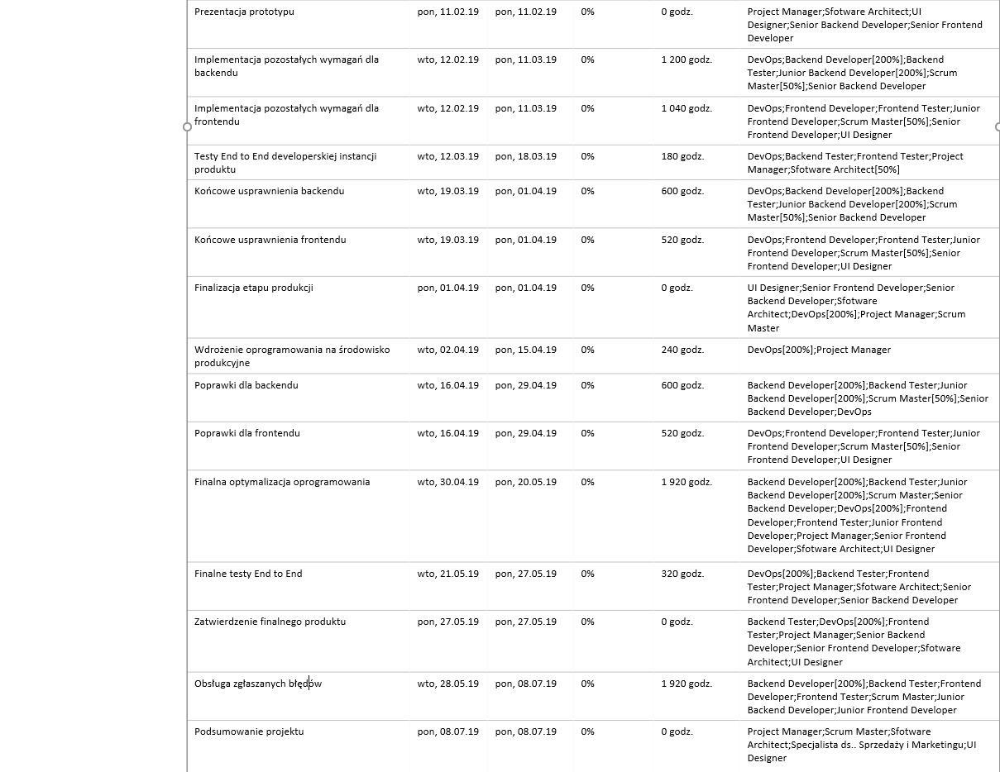 Prezentacja prototypu pon, 11.02.19 pon, 11.02.19 0% 0 godz. Project Manager;Sfotware Architect;UI
Designer;Senior Backend Developer;Senior Frontend
Developer
Implementacja pozostałych wymagań dla wto, 12.02.19 pon, 11.03.19 0% 1 200 godz. DevOps;Backend Developer[200%];Backend
backendu Tester;Junior Backend Developer[200%];Scrum
Master[50%];Senior Backend Developer
Implementacja pozostałych wymagań dla wto, 12.02.19 pon, 11.03.19 0% 1 040 godz. DevOps;Frontend Developer;Frontend Tester;Junior
frontendu Frontend Developer;Scrum Master[50%];Senior
Frontend Developer;UI Designer
Testy End to End developerskiej instancji wto, 12.03.19 pon, 18.03.19 0% 180 godz. DevOps;Backend Tester;Frontend Tester;Project
produktu Manager;Sfotware Architect[50%]
Końcowe usprawnienia backendu wto, 19.03.19 pon, 01.04.19 0% 600 godz. DevOps;Backend Developer[200%];Backend
Tester;Junior Backend Developer[200%];Scrum
Master[50%];Senior Backend Developer
Końcowe usprawnienia frontendu wto, 19.03.19 pon, 01.04.19 0% 520 godz. DevOps;Frontend Developer;Frontend Tester;Junior
Frontend Developer;Scrum Master[50%];Senior
Frontend Developer;UI Designer
Finalizacja etapu produkcji pon, 01.04.19 pon, 01.04.19 0% 0 godz. UI Designer;Senior Frontend Developer;Senior
Backend Developer;Sfotware
Architect;DevOps[200%];Project Manager;Scrum
Master
Wdrożenie oprogramowania na środowisko wto, 02.04.19 pon, 15.04.19 0% 240 godz. DevOps[200%];Project Manager
produkcyjne
Poprawki dla backendu wto, 16.04.19 pon, 29.04.19 0% 600 godz. Backend Developer[200%];Backend Tester;Junior
Backend Developer[200%];Scrum Master[50%];Senior
Backend Developer;DevOps
Poprawki dla frontendu wto, 16.04.19 pon, 29.04.19 0% 520 godz. DevOps;Frontend Developer;Frontend Tester;Junior
Frontend Developer;Scrum Master[50%];Senior
Frontend Developer;UI Designer
Finalna optymalizacja oprogramowania wto, 30.04.19 pon, 20.05.19 0% 1 920 godz. Backend Developer[200%];Backend Tester;Junior
Backend Developer[200%];Scrum Master;Senior
Backend Developer;DevOps[200%];Frontend
Developer;Frontend Tester;Junior Frontend
Developer;Project Manager;Senior Frontend
Developer;Sfotware Architect;UI Designer
Finalne testy End to End wto, 21.05.19 pon, 27.05.19 0% 320 godz. DevOps[200%];Backend Tester;Frontend
Tester;Project Manager;Sfotware Architect;Senior
Frontend Developer;Senior Backend Developer
Zatwierdzenie finalnego produktu pon, 27.05.19 pon, 27.05.19 0% 0 godz. Backend Tester;DevOps[200%];Frontend
Tester;Project Manager;Senior Backend
Developer;Senior Frontend Developer;Sfotware
Architect;UI Designer
Obsługa zgłaszanych błędów wto, 28.05.19 pon, 08.07.19 0% 1 920 godz. Backend Developer[200%];Backend Tester;Frontend
Developer;Frontend Tester;Scrum Master;Junior
Backend Developer;Junior Frontend Developer
Podsumowanie projektu pon, 08.07.19 pon, 08.07.19 0% 0 godz. Project Manager;Scrum Master;Sfotware
Architect;Specjalista ds.. Sprzedaży i Marketingu;UI
Designer